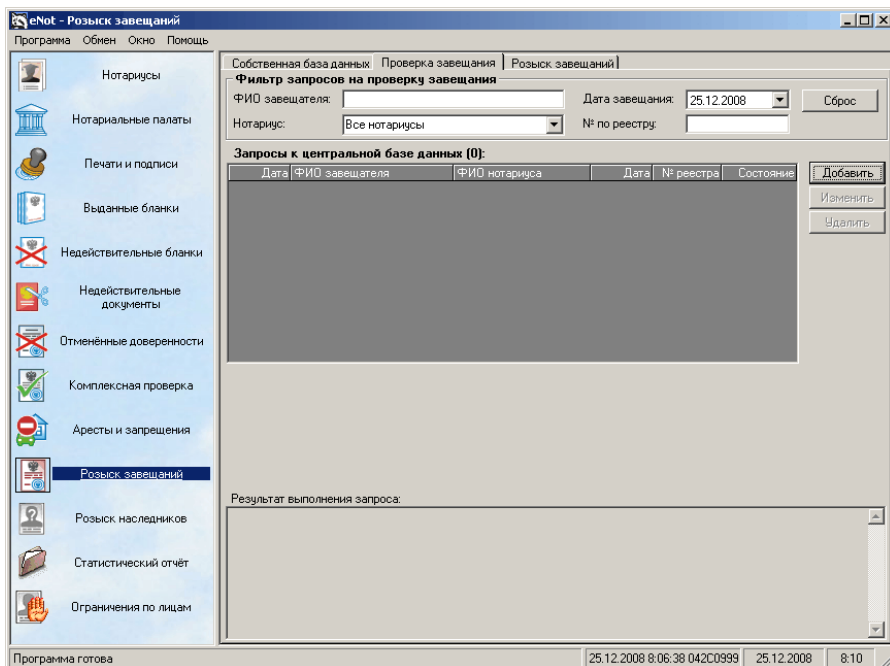 eNot - Розыск завещаний
Программа Обмен Окно Помощь
Нотариусы
Нотариальные палаты
Печати и подписи
Выданные бланки
Недействительные бланки
Недействительные
документы
Отменённые доверенности
Комплексная проверка
Аресты и запрещения
Розыск завещаний
Розыск наследников
Статистический отчёт
Ограничения по лицам
Собственная база данных Проверка завещания Розыск завещаний
Фильтр запросов на проверку завещания
ФИО завещателя: Дата завещания: 25.12.2008 Сброс
Нотариус: Все нотариусы № по реестру:
Запросы к центральной базе данных (0):
Дата ФИО завещателя ФИО нотариуса Дата № реестра Состояние
Добавить
Изменить
Удалить
Результат выполнения запроса:
Программа готова 25.12.2008 8:06:38 042C0999 25.12.2008 8:10